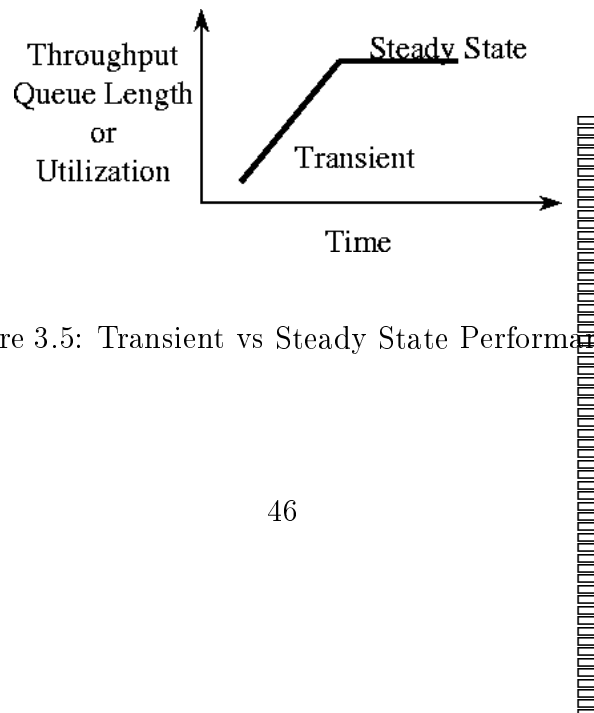 Throughput
Queue Length
or
Utilization
Steady State
Transient
Time
re 3.5: Transient vs Steady State Performa
46